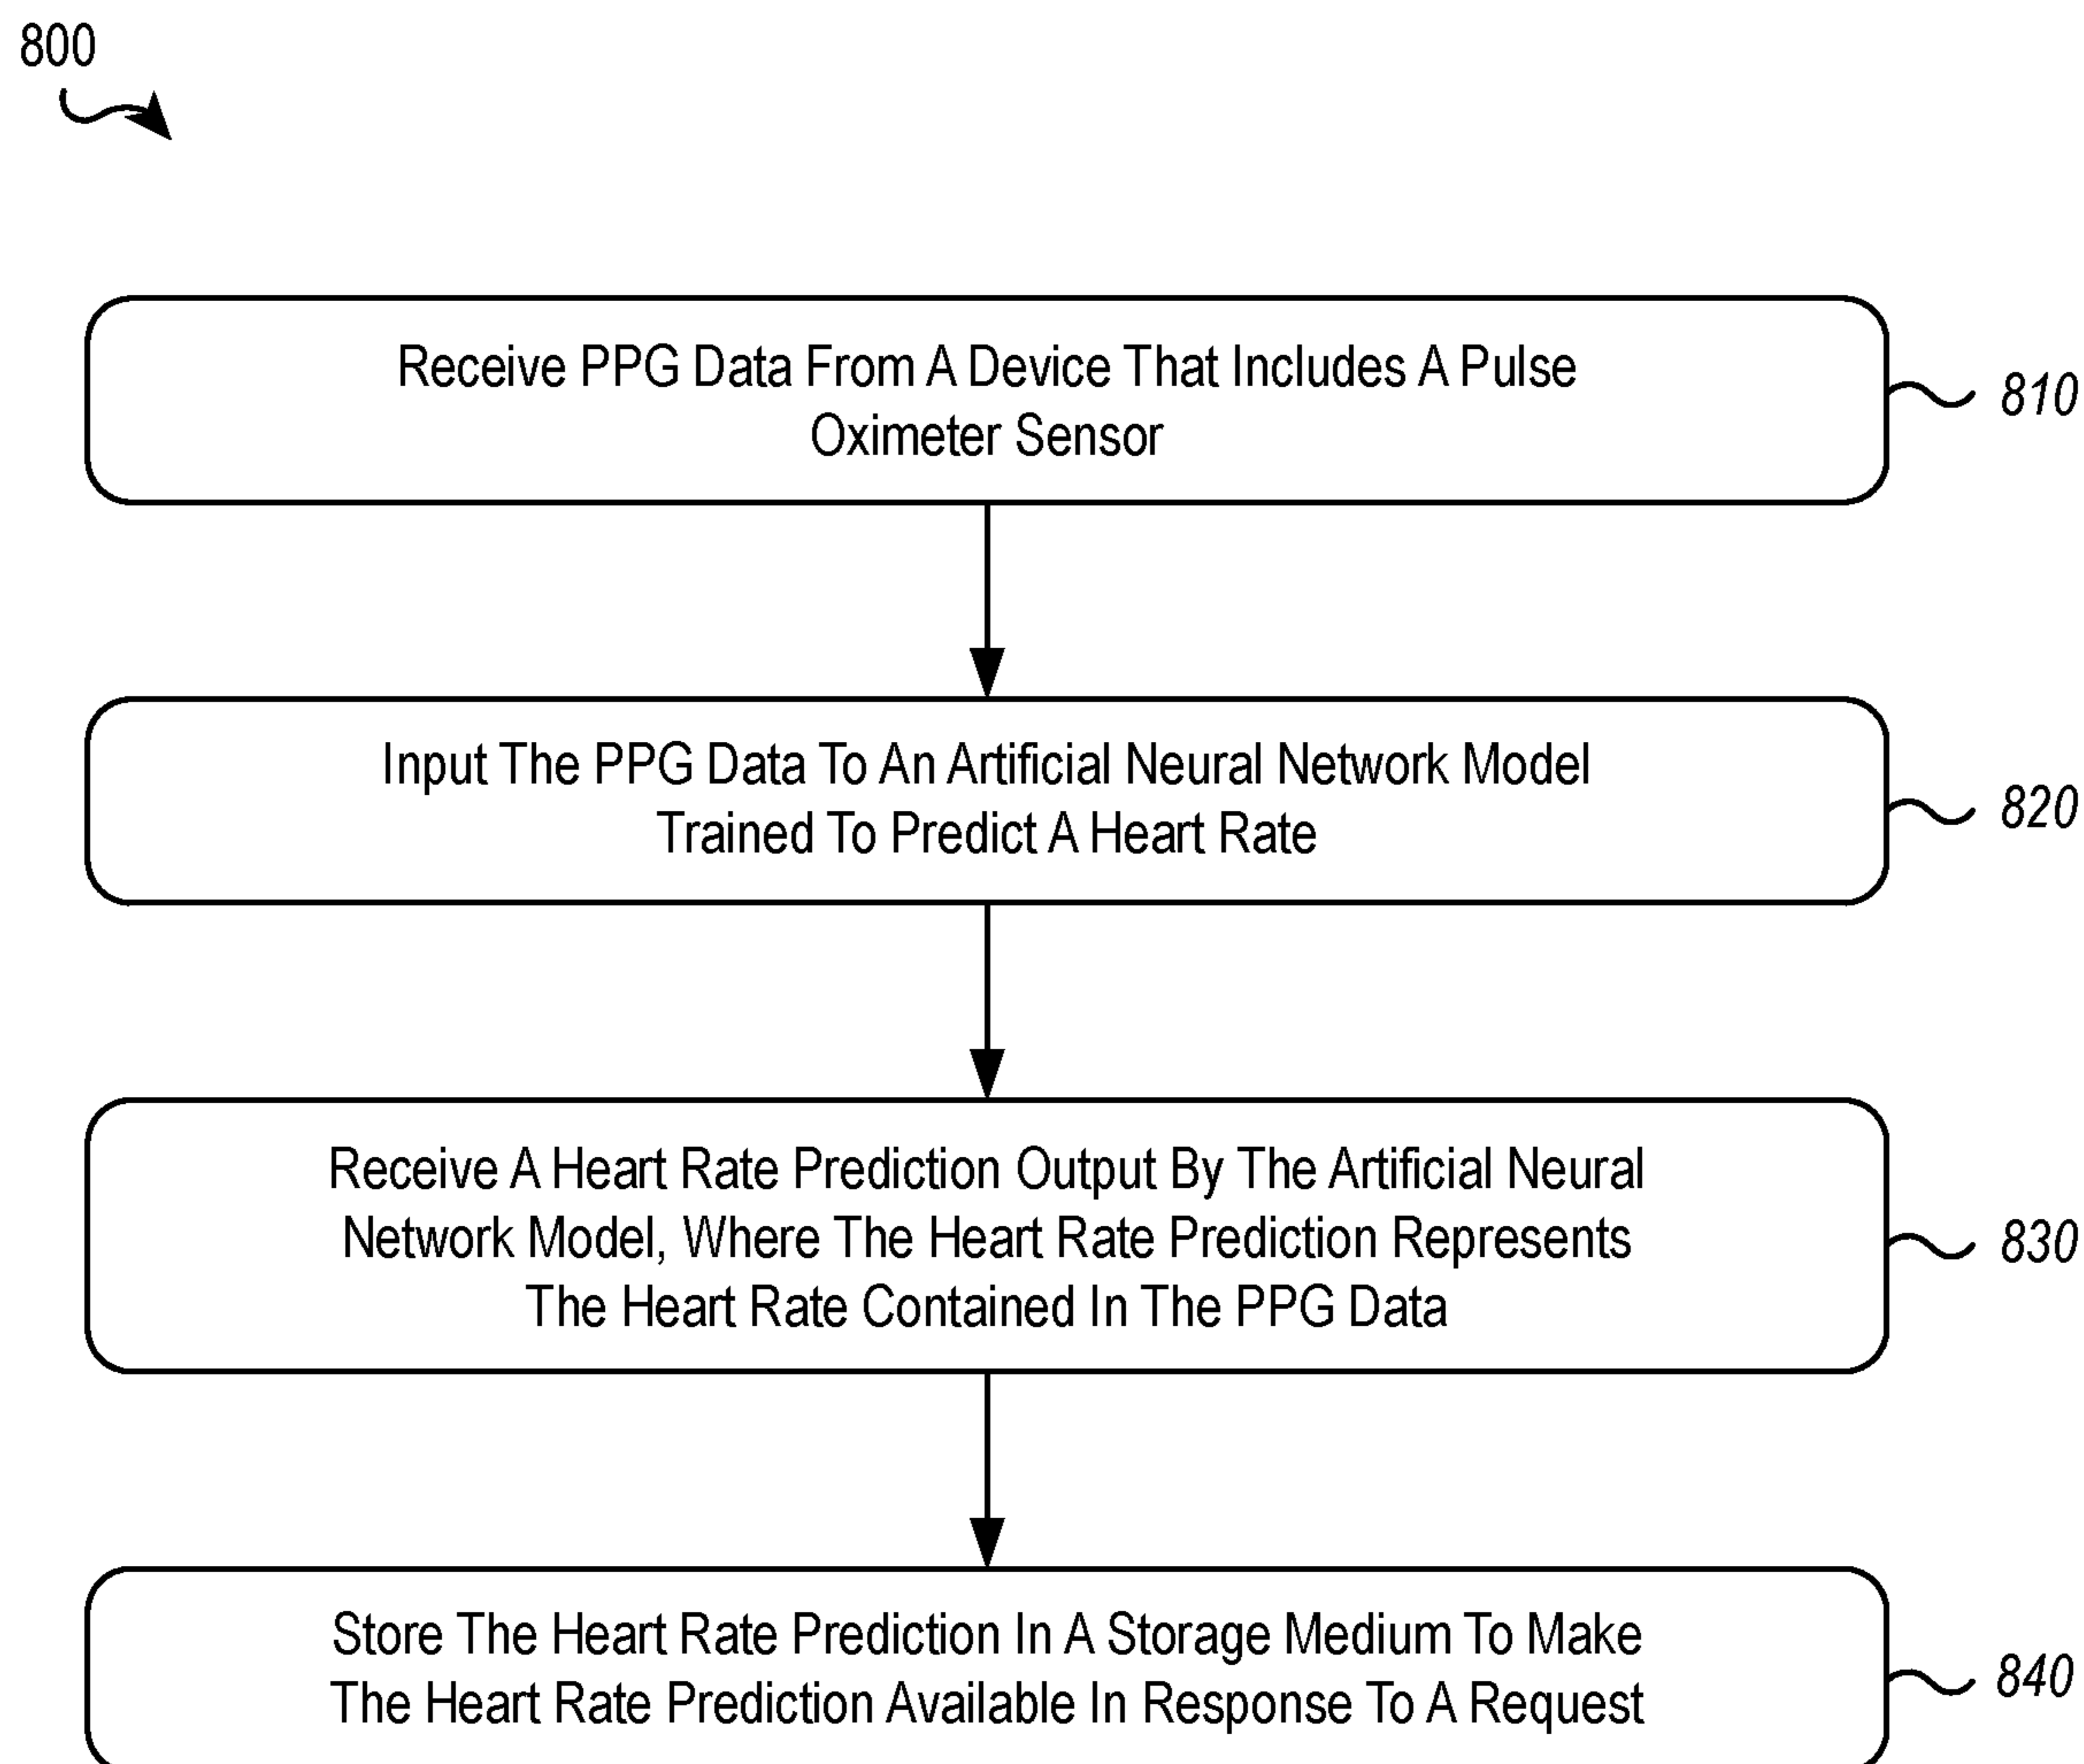 800
Receive PPG Data From A Device That Includes A Pulse
Oximeter Sensor
810
Input The PPG Data To An Artificial Neural Network Model
Trained To Predict A Heart Rate
820
Receive A Heart Rate Prediction Output By The Artificial Neural
Network Model, Where The Heart Rate Prediction Represents
The Heart Rate Contained In The PPG Data
830
Store The Heart Rate Prediction In A Storage Medium To Make
The Heart Rate Prediction Available In Response To A Request
840